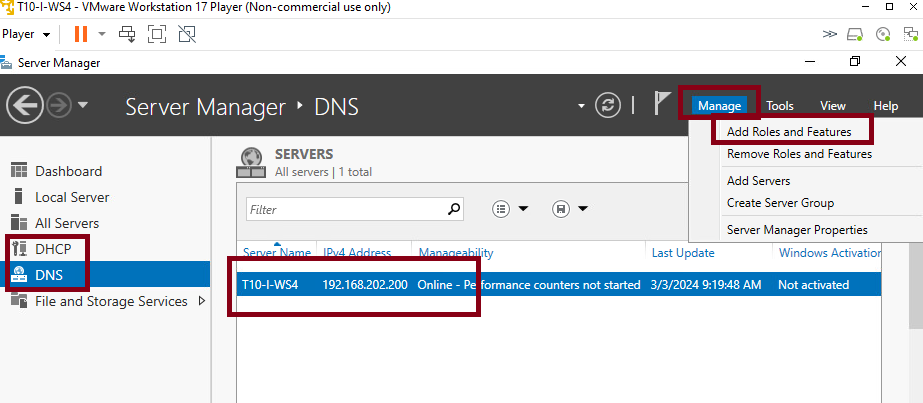 T10-I-WS4 - VMware Workstation 17 Player (Non-commercial use only)
Player
Server Manager
Server Manager DNS
Manage Tools View Help
Add Roles and Features
Remove Roles and Features
Add Servers
Create Server Group
Server Manager Properties
Dashboard
Local Server
All Servers
DHCP
DNS
File and Storage Services
SERVERS
All servers | 1 total
Filter
Server Name IPv4 Address Manageability Last Update Windows Activation
T10-I-WS4 192.168.202.200 Online - Performance counters not started 3/3/2024 9:19:48 AM Not activated